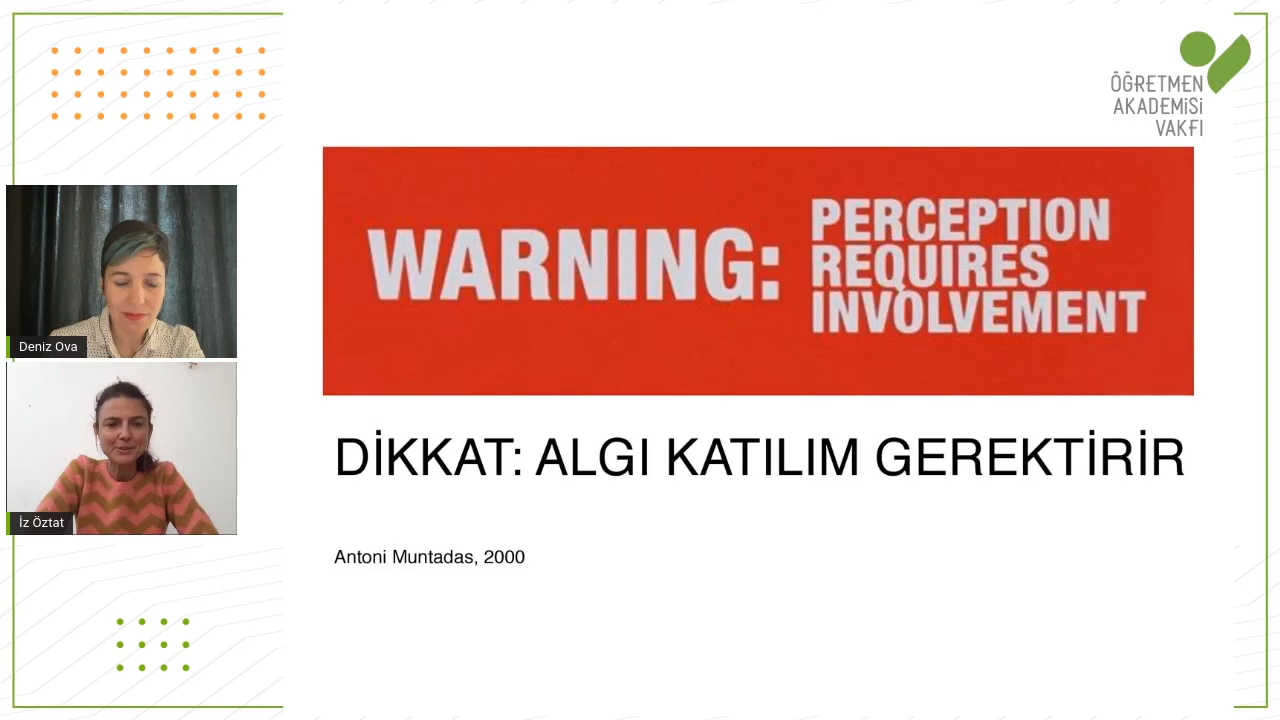 ÖĞRETMEN
AKADEMİSİ
VAKFI
WARNING:
PERCEPTION
REQUIRES
INVOLVEMENT
DİKKAT: ALGI KATILIM GEREKTİRİR
Antoni Muntadas, 2000
Deniz Ova
İz Öztat